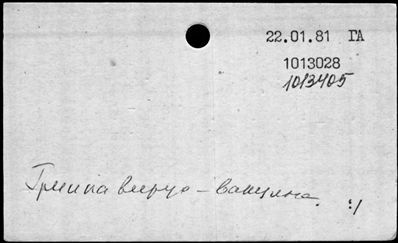 22.01.81 ГА
1013028
1013405
Гриппа вирус – вакцина.